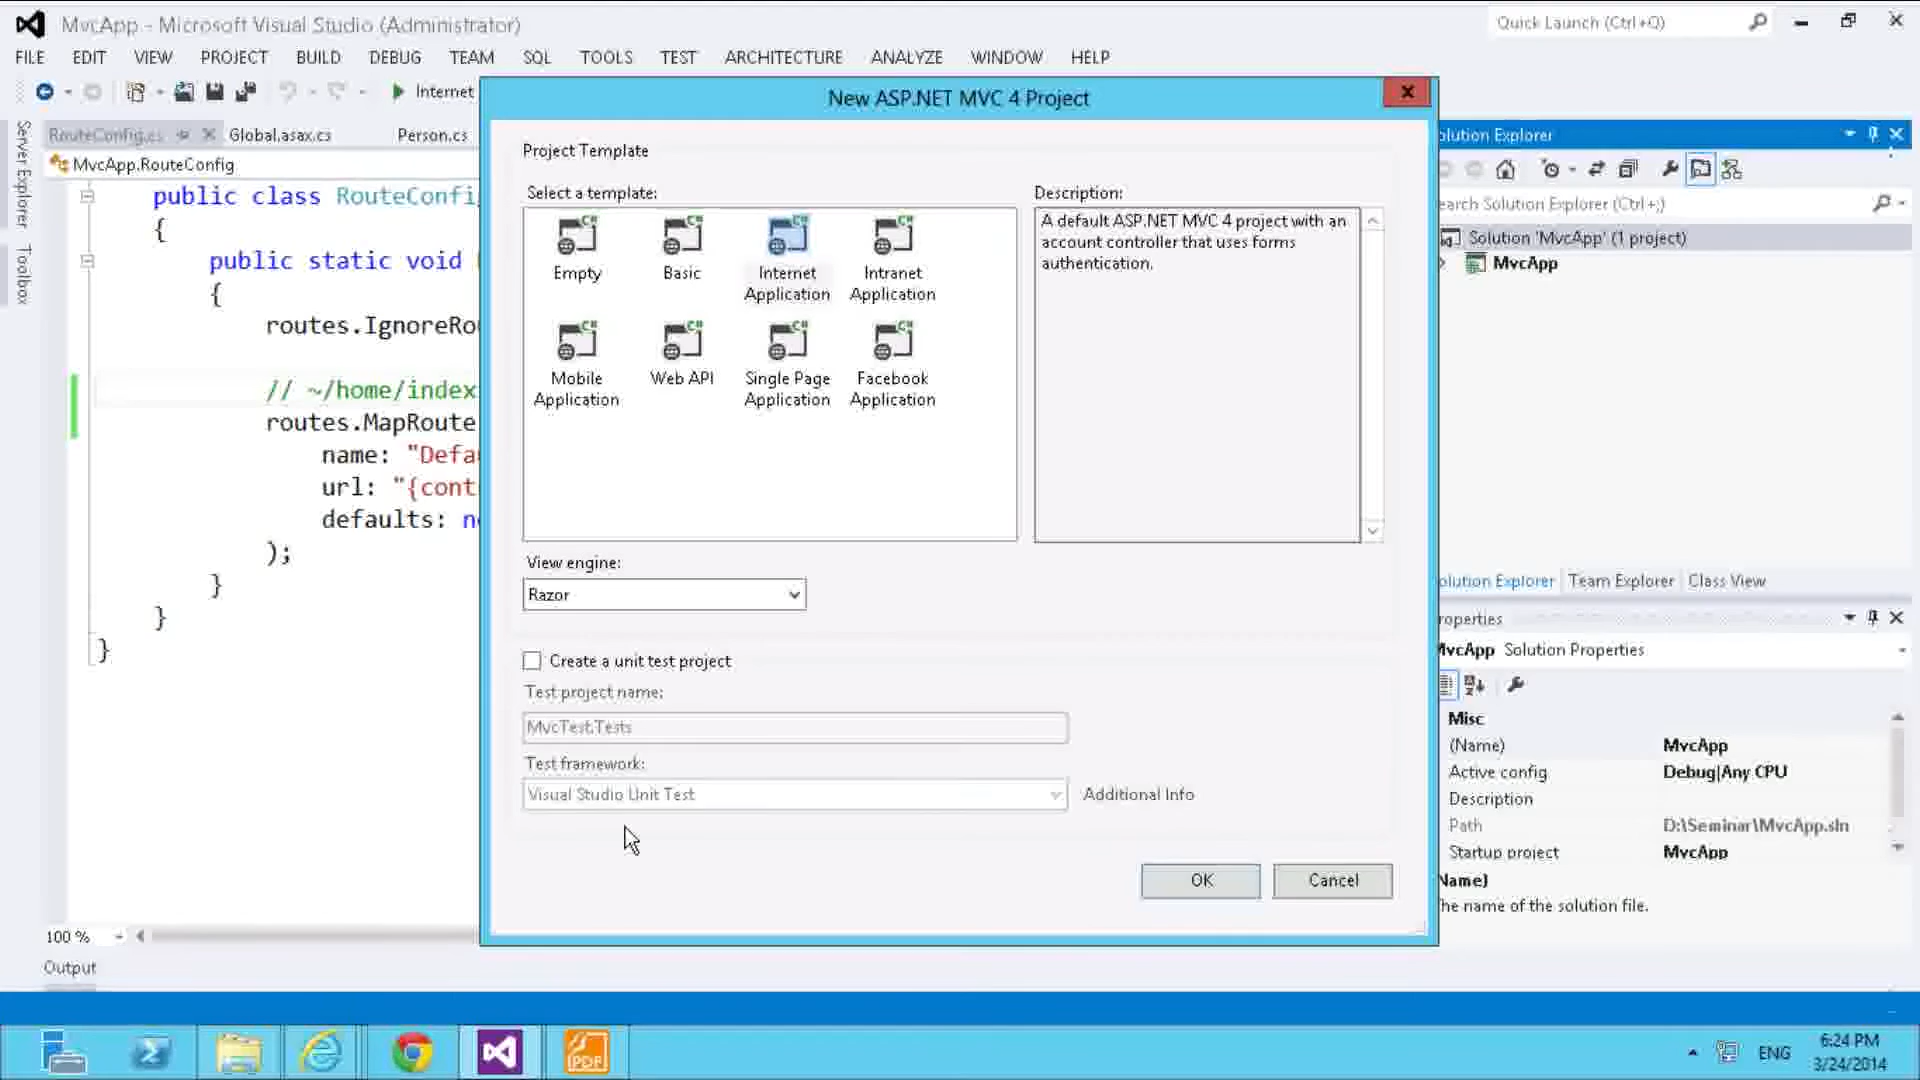 MvcApp - Microsoft Visual Studio (Administrator)
Quick Launch (Ctrl+Q)
FILE EDIT VIEW PROJECT BUILD DEBUG TEAM SQL TOOLS TEST ARCHITECTURE ANALYZE WINDOW HELP
Internet
New ASP.NET MVC 4 Project
Server Explorer
Toolbox
RouteConfig.cs Global.asax.cs Person.cs
MvcApp.RouteConfig
public class RouteConfi
{
public static void
{
routes.IgnoreRo
// ~/home/index
routes.MapRoute
name: "Defa
url: "{cont
defaults: ne
);
}
}
}
100 %
Output
Project Template
Select a template:
Empty
Basic
Internet Application
Intranet Application
Mobile Application
Web API
Single Page Application
Facebook Application
Description:
A default ASP.NET MVC 4 project with an
account controller that uses forms
authentication.
View engine:
Razor
Create a unit test project
Test project name:
MvcTest.Tests
Test framework:
Visual Studio Unit Test
Additional Info
OK
Cancel
olution Explorer
earch Solution Explorer (Ctrl+;)
Solution 'MvcApp' (1 project)
MvcApp
olution Explorer Team Explorer Class View
roperties
MvcApp Solution Properties
Misc
(Name) MvcApp
Active config Debug|Any CPU
Description
Path D:\Seminar\MvcApp.sln
Startup project MvcApp
Name)
he name of the solution file.
PDF
ENG
6:24 PM
3/24/2014